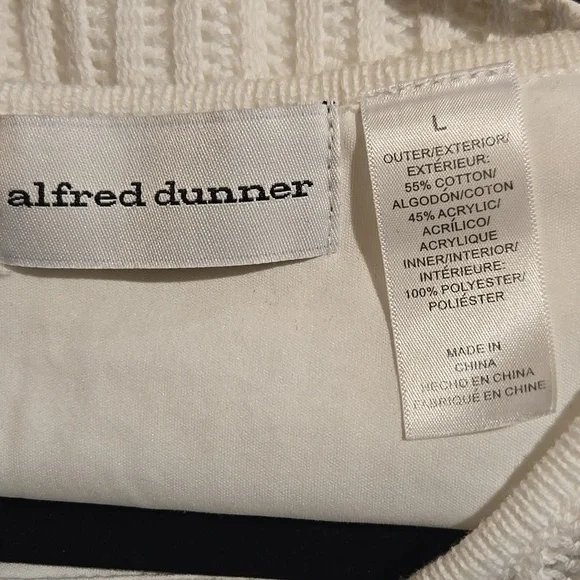 alfred dunner
L
OUTER/EXTERIOR/
EXTÉRIEUR:
55% COTTON/
ALGODÓN/COTON
45% ACRYLIC/
ACRÍLICO/
ACRYLIQUE
INNER/INTERIOR/
INTÉRIEURE:
100% POLYESTER/
POLIÉSTER
MADE IN
CHINA
HECHO EN CHINA
FABRIQUÉ EN CHINE